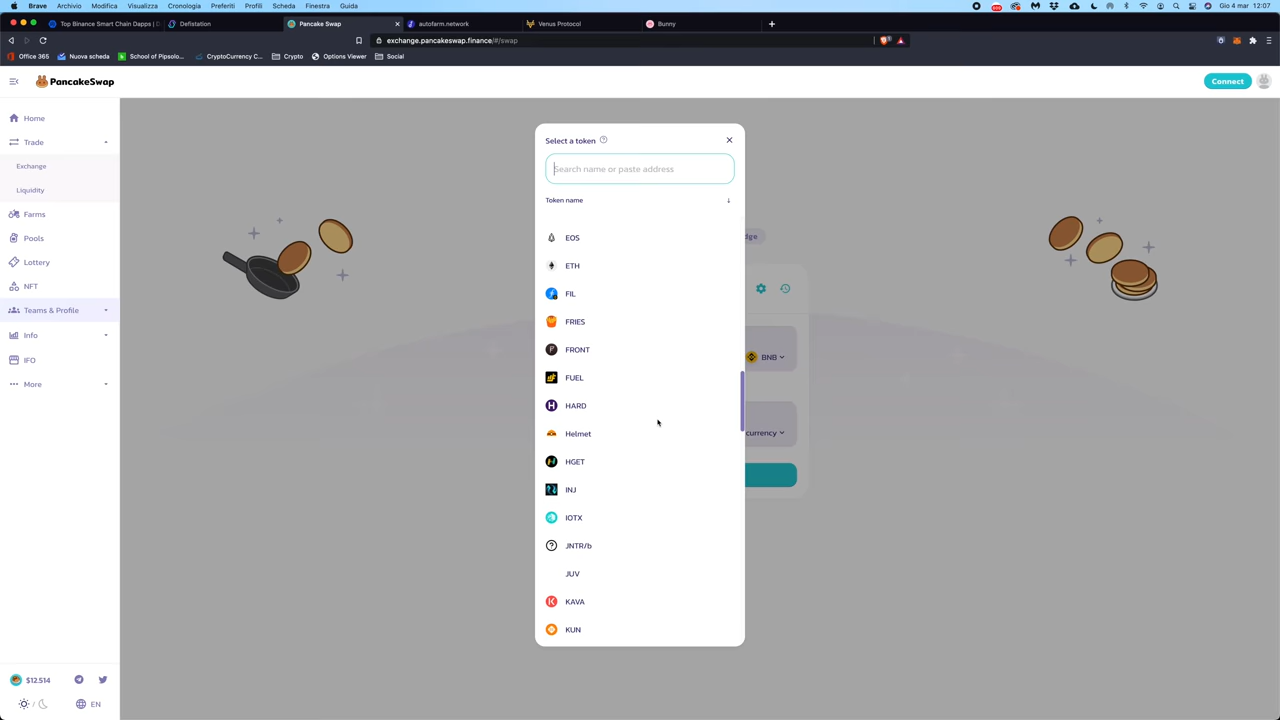 Brave Archivio Modifica Visualizza Cronologia Preferiti Profili Scheda Finestra Guida Gio 4 mar 12:07
Top Binance Smart Chain Dapps | D Defistation Pancake Swap autofarm.network Venus Protocol Bunny
exchange.pancakeswap.finance/#/swap
Office 365 Nuova scheda School of Pipsolo... CryptoCurrency C... Crypto Options Viewer Social
PancakeSwap Connect
Home
Trade
Exchange
Liquidity
Farms
Pools
Lottery
NFT
Teams & Profile
Info
IFO
More
$12.514
EN
Select a token
Search name or paste address
Token name
EOS
ETH
FIL
FRIES
FRONT
FUEL
HARD
Helmet
HGET
INJ
IOTX
JNTR/b
JUV
KAVA
KUN
dge
BNB
currency